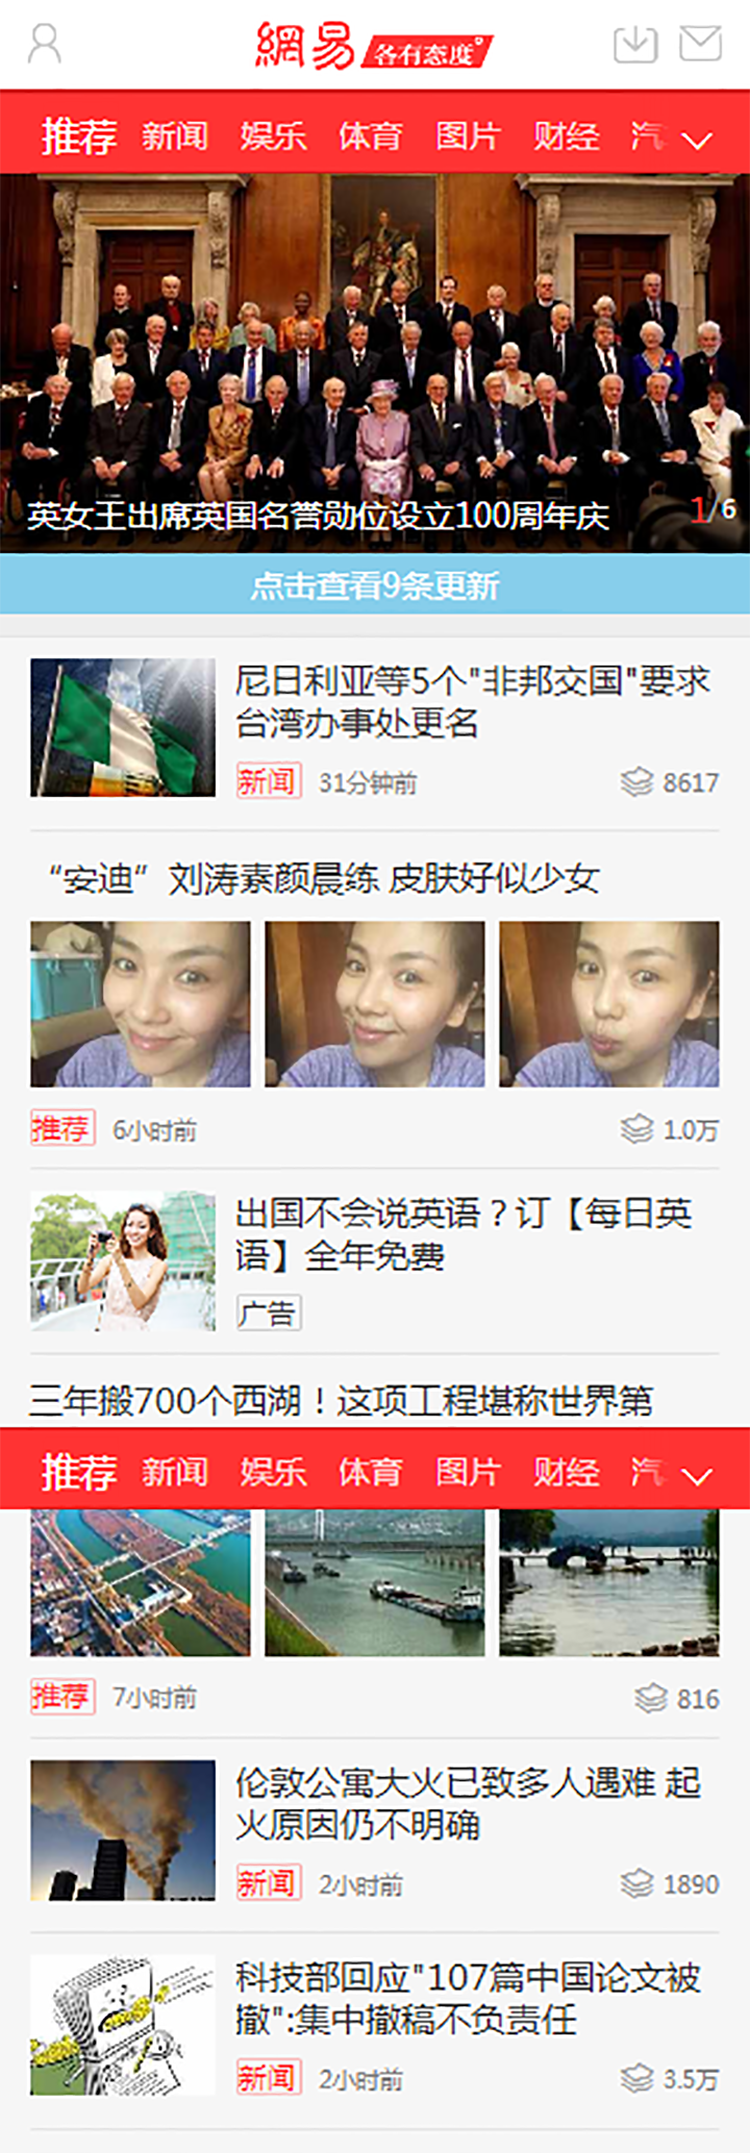 網易 各有态度
推荐 新闻 娱乐 体育 图片 财经 汽
英女王出席英国名誉勋位设立100周年庆 1/6
点击查看9条更新
尼日利亚等5个"非邦交国"要求
台湾办事处更名
新闻 31分钟前 8617
“安迪”刘涛素颜晨练 皮肤好似少女
推荐 6小时前 1.0万
出国不会说英语？订【每日英
语】全年免费
广告
三年搬700个西湖！这项工程堪称世界第
推荐 新闻 娱乐 体育 图片 财经 汽
推荐 7小时前 816
伦敦公寓大火已致多人遇难 起
火原因仍不明确
新闻 2小时前 1890
科技部回应"107篇中国论文被
撤":集中撤稿不负责任
新闻 2小时前 3.5万